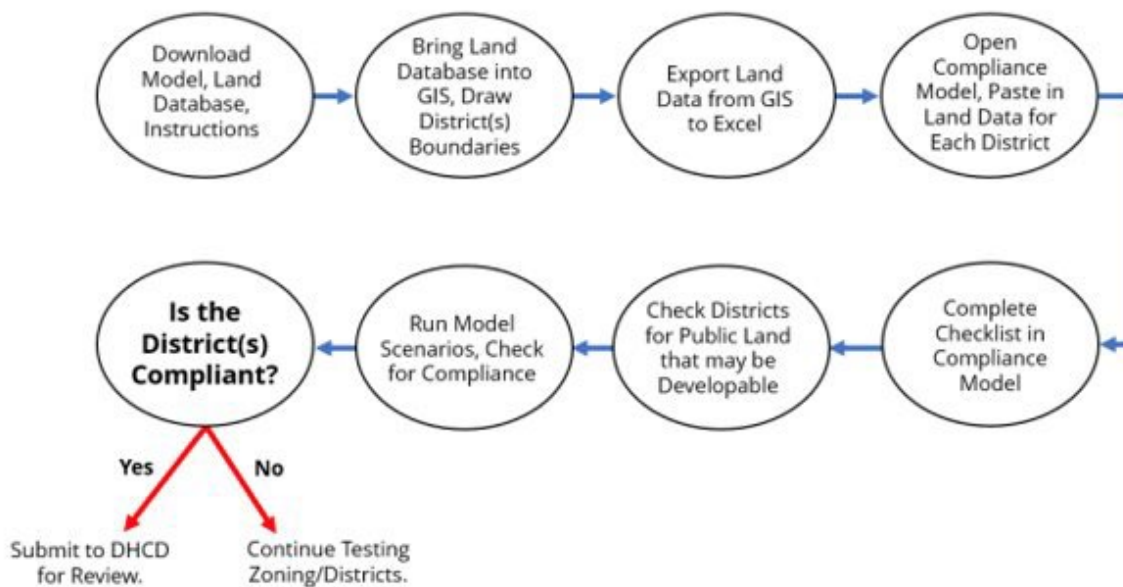 Download
Model, Land
Database,
Instructions
Bring Land
Database into
GIS, Draw
District(s)
Boundaries
Export Land
Data from GIS
to Excel
Open
Compliance
Model, Paste in
Land Data for
Each District
Complete
Checklist in
Compliance
Model
Check Districts
for Public Land
that may be
Developable
Run Model
Scenarios, Check
for Compliance
Is the
District(s)
Compliant?
Yes
No
Submit to DHCD
for Review.
Continue Testing
Zoning/Districts.